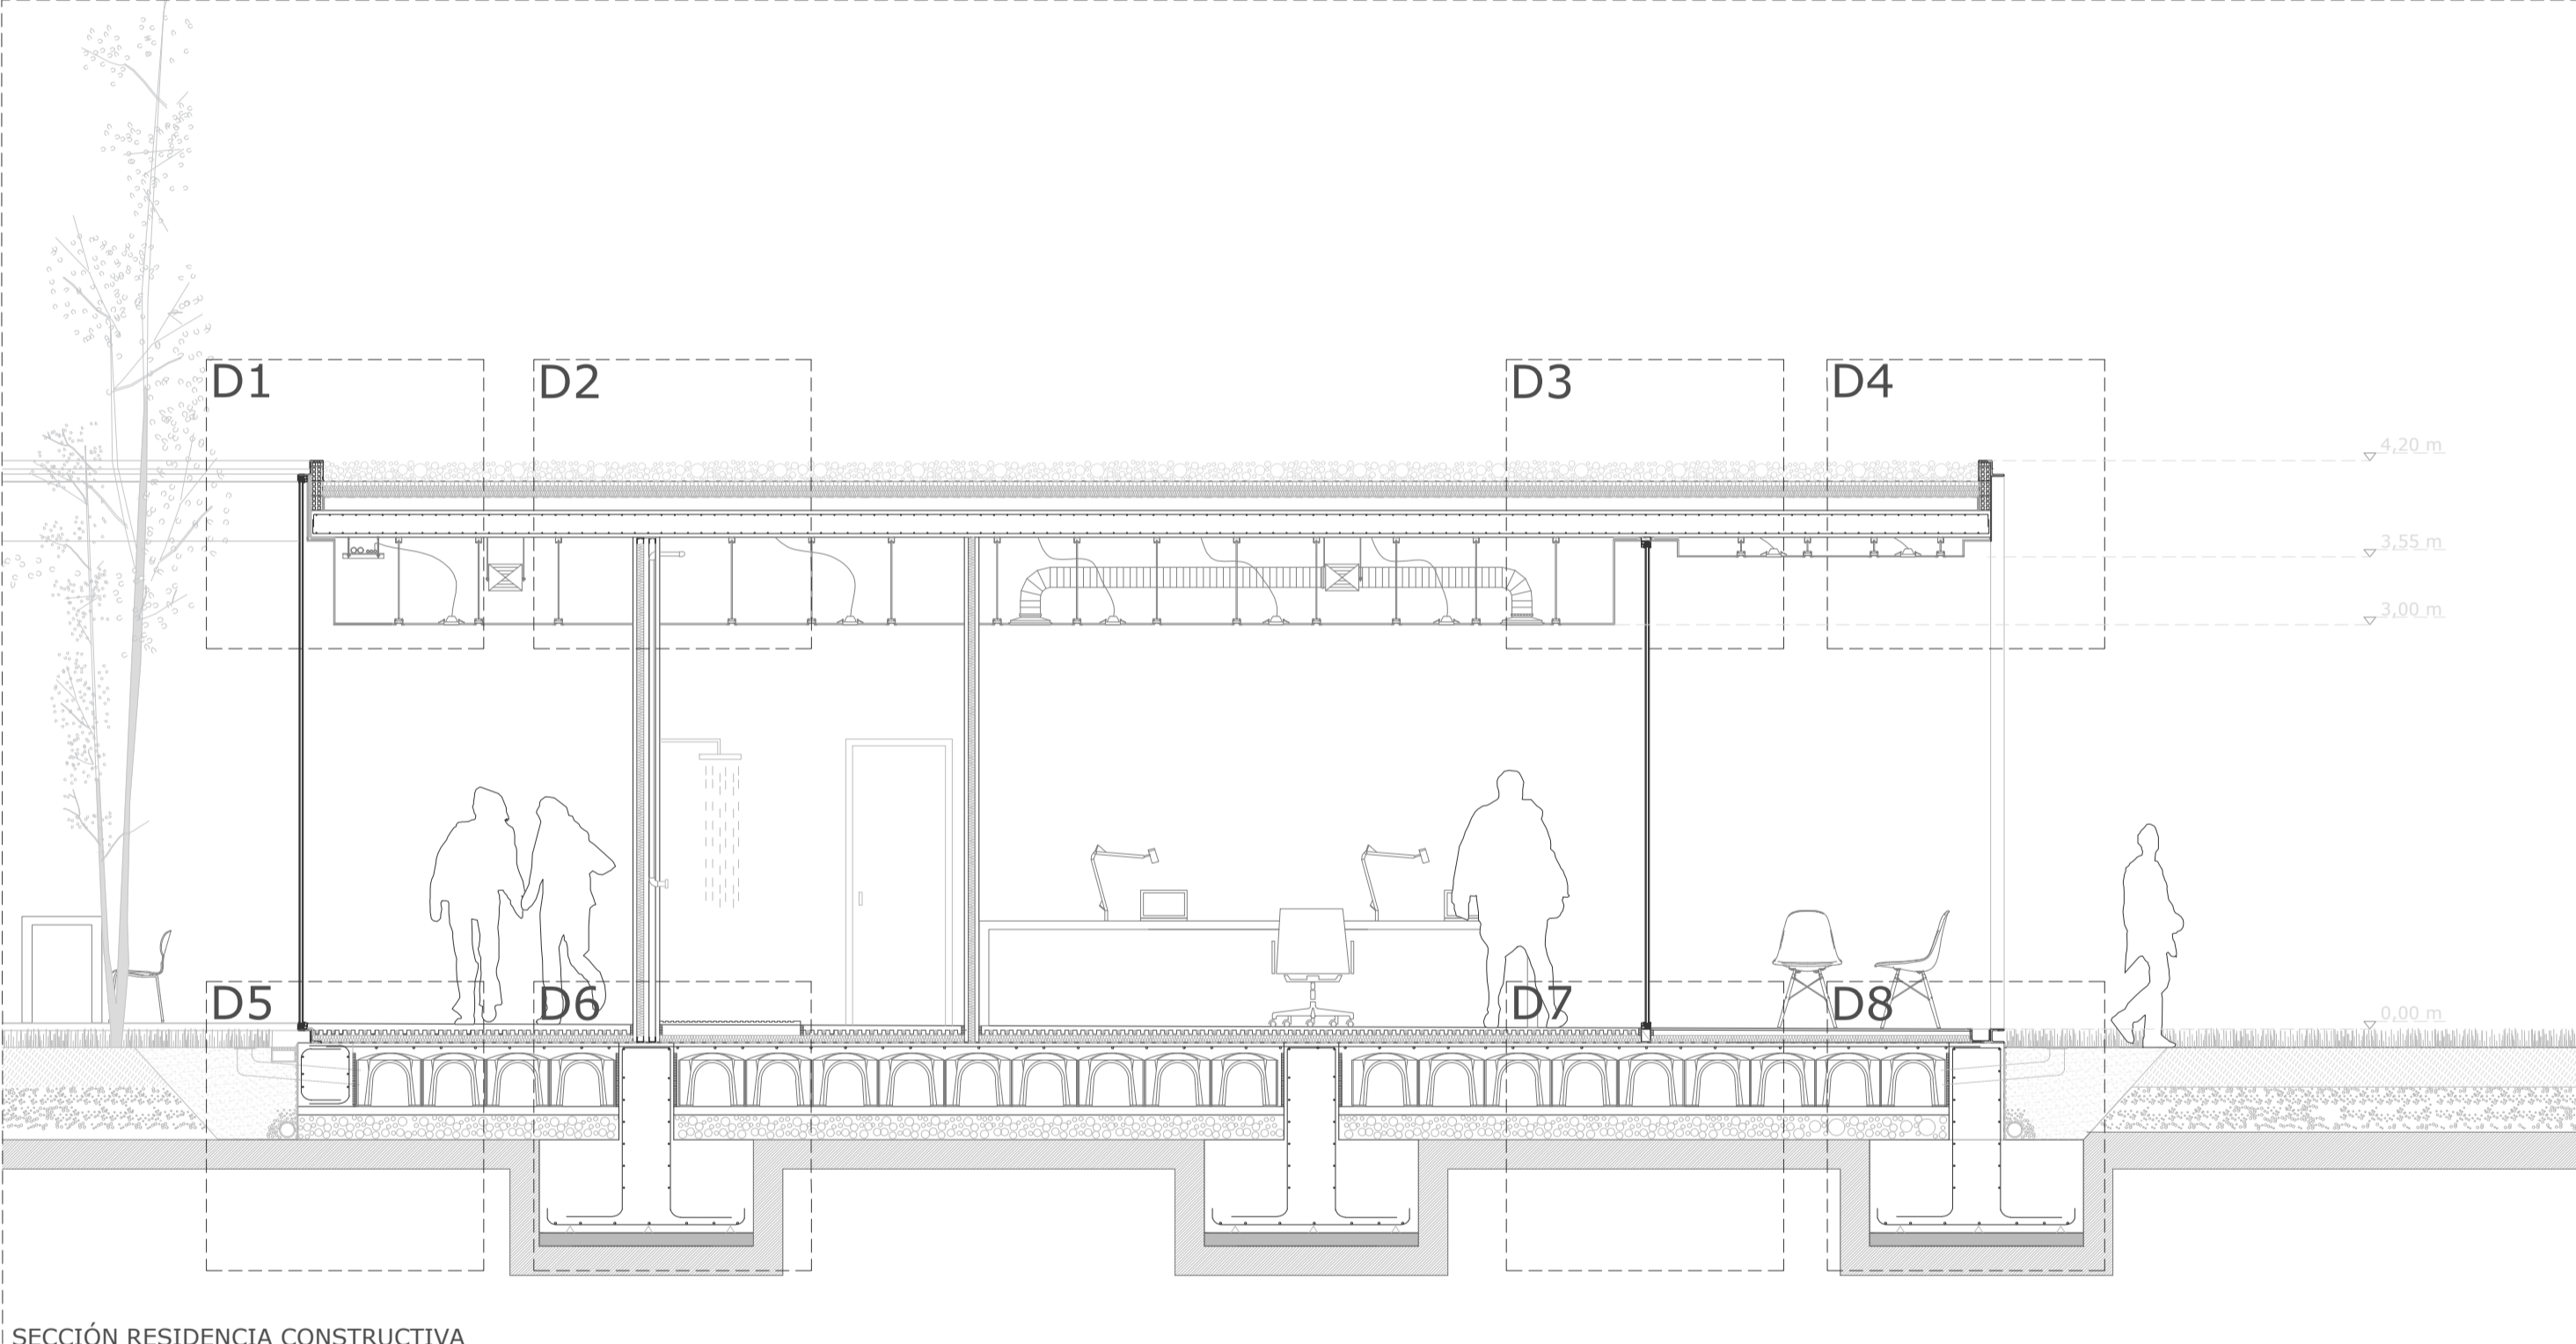 D1
D2
D3
D4
4,20 m
3,55 m
3,00 m
0,00 m
D5
D6
D7
D8
SECCIÓN RESIDENCIA CONSTRUCTIVA